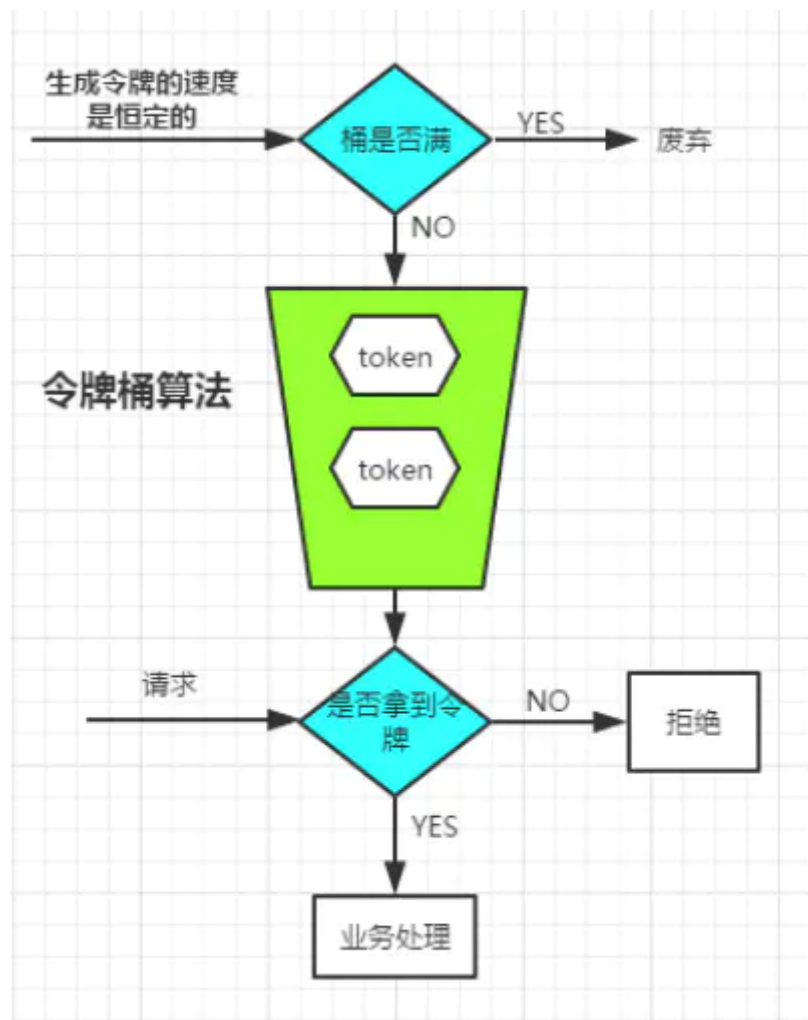 生成令牌的速度
是恒定的
桶是否满
YES
废弃
NO
token
令牌桶算法
token
请求
是否拿到令
牌
NO
拒绝
YES
业务处理